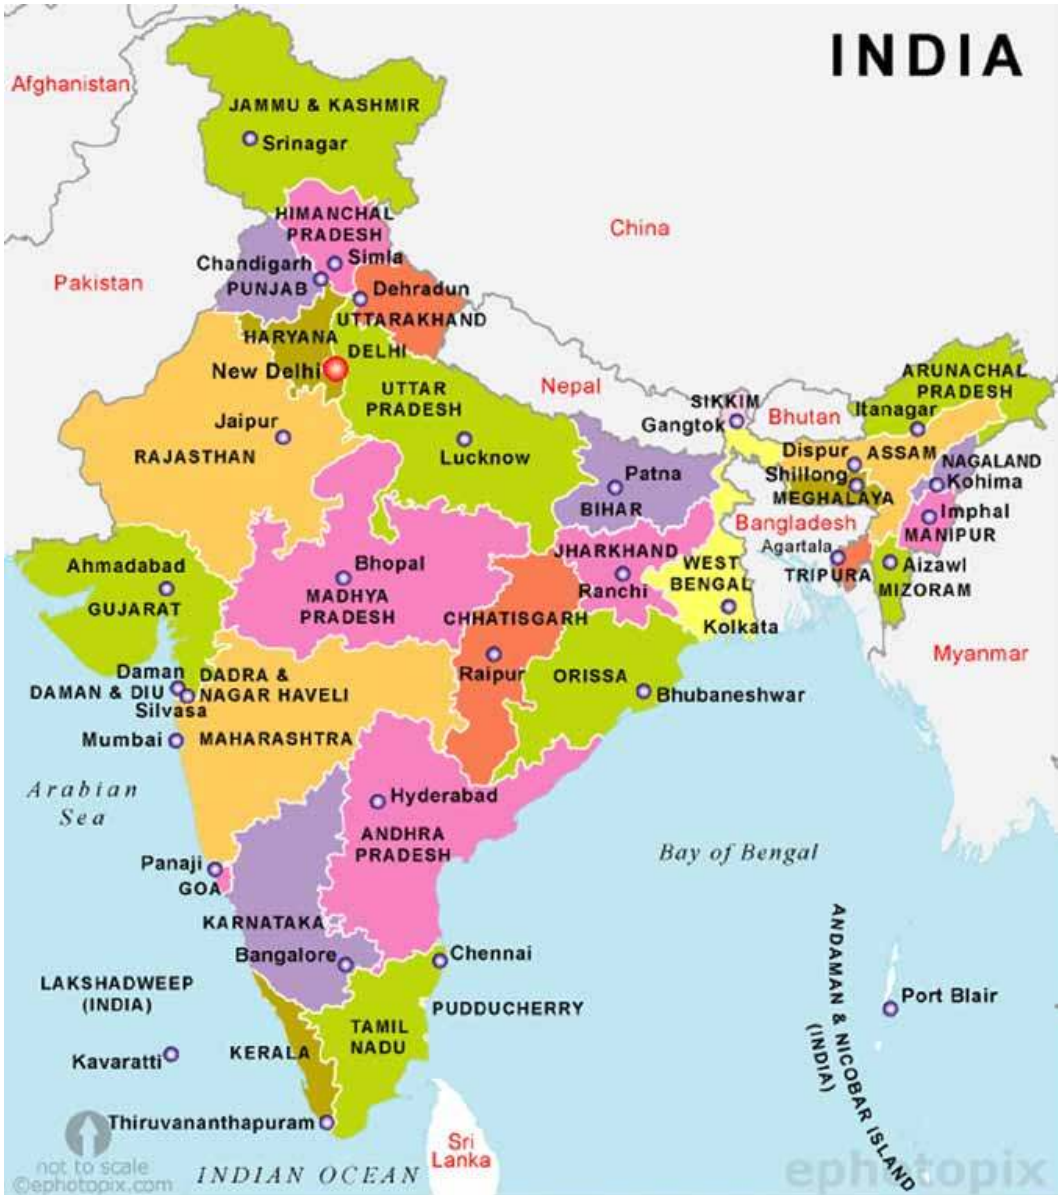 INDIA
Afghanistan
JAMMU & KASHMIR
Srinagar
China
HIMANCHAL
PRADESH
Simla
Chandigarh
PUNJAB
Pakistan
Dehradun
UTTARAKHAND
HARYANA
DELHI
New Delhi
UTTAR
PRADESH
Nepal
SIKKIM
Gangtok
Bhutan
ARUNACHAL
PRADESH
Itanagar
Jaipur
RAJASTHAN
Lucknow
Dispur
ASSAM
NAGALAND
Shillong
Kohima
MEGHALAYA
Patna
BIHAR
Imphal
MANIPUR
Bangladesh
Agartala
TRIPURA
Aizawl
MIZORAM
Ahmadabad
GUJARAT
Bhopal
MADHYA
PRADESH
JHARKHAND
Ranchi
WEST
BENGAL
Kolkata
CHHATISGARH
Raipur
ORISSA
Bhubaneshwar
Myanmar
Daman
DAMAN & DIU
Silvasa
DADRA &
NAGAR HAVELI
Mumbai
MAHARASHTRA
Arabian
Sea
Hyderabad
ANDHRA
PRADESH
Bay of Bengal
Panaji
GOA
KARNATAKA
Bangalore
Chennai
LAKSHADWEEP
(INDIA)
PUDDUCHERRY
TAMIL
NADU
KERALA
Kavaratti
Thiruvananthapuram
Port Blair
ANDAMAN & NICOBAR ISLAND
(INDIA)
Sri
Lanka
INDIAN OCEAN
not to scale
©ephotopix.com
ephotopix